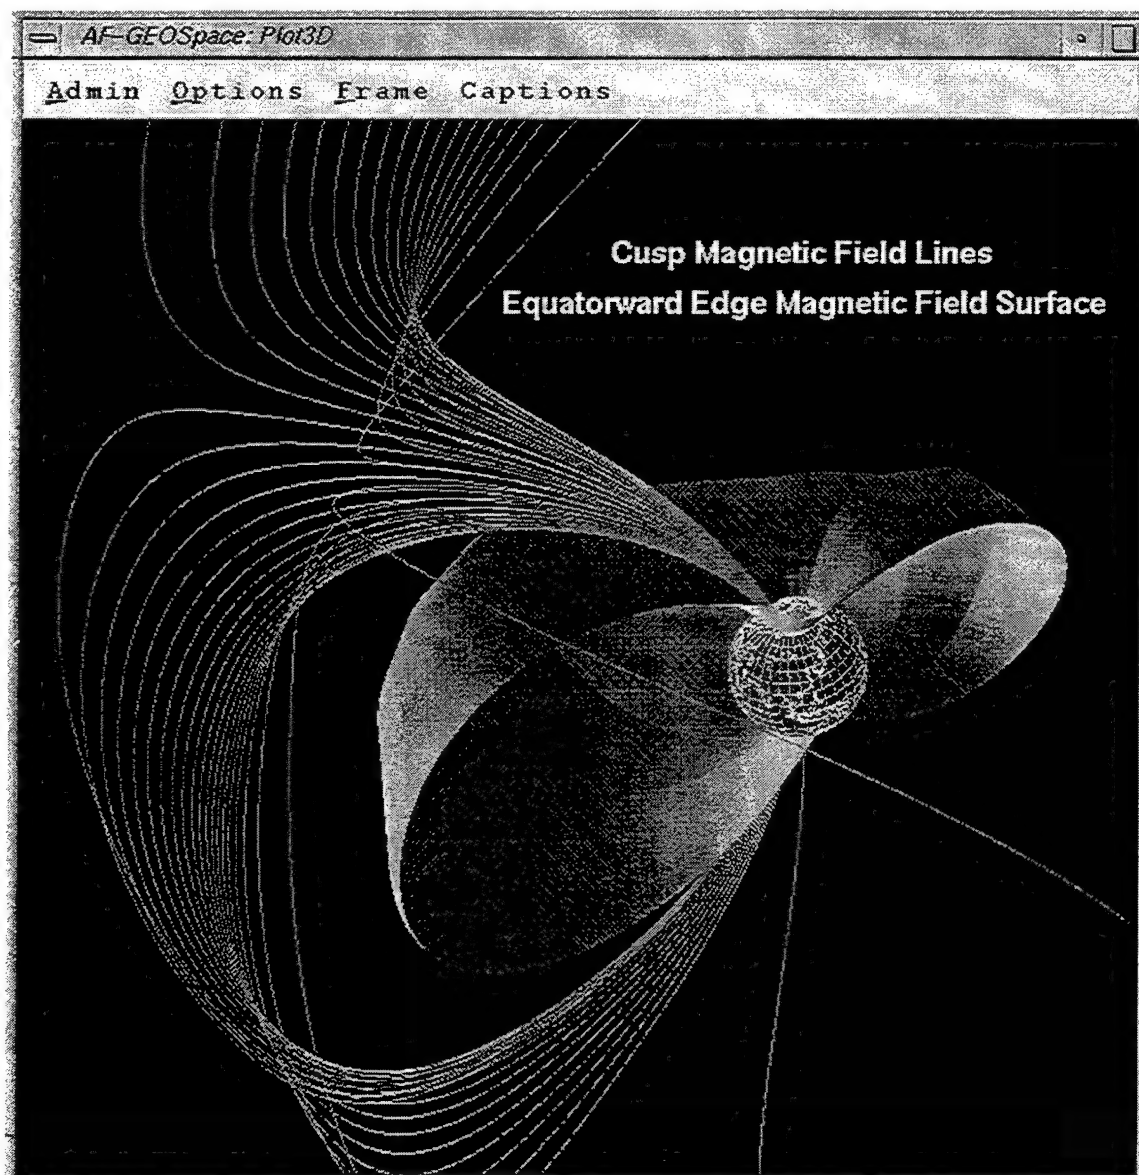 AF-GEOSpace: Plot3D
Admin Options Frame Captions
Cusp Magnetic Field Lines
Equatorward Edge Magnetic Field Surface